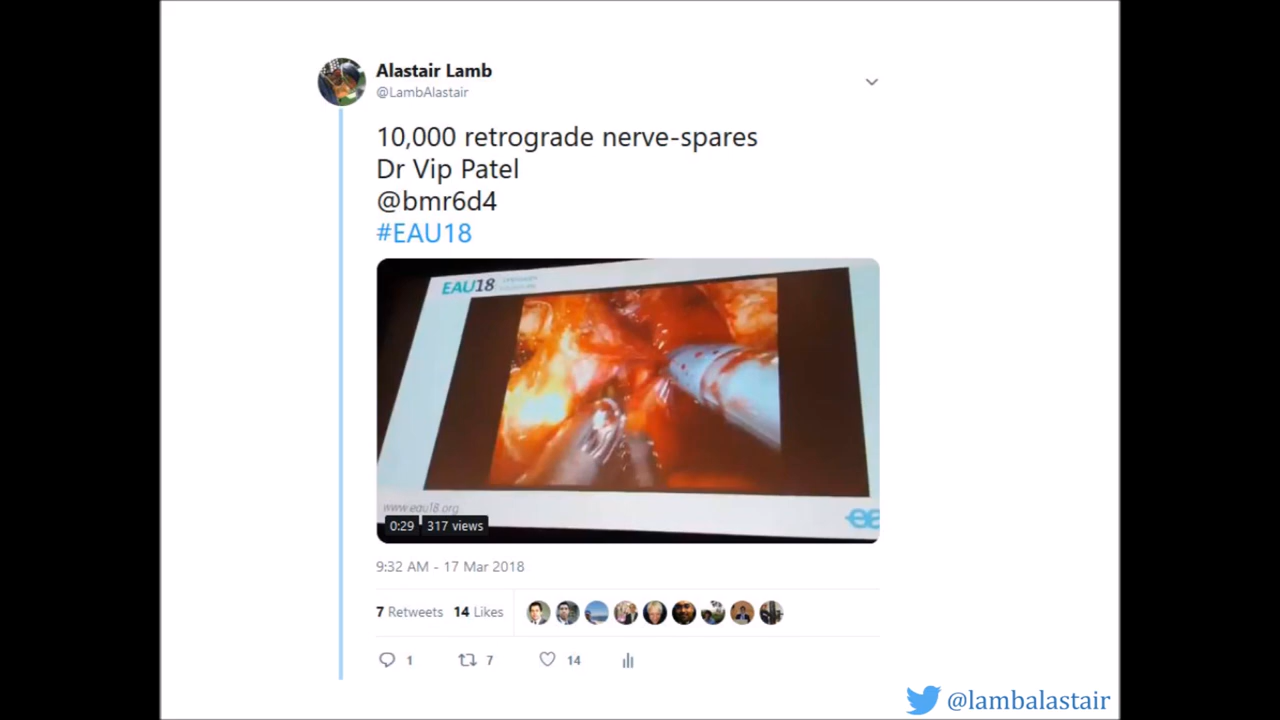 Alastair Lamb
@LambAlastair
10,000 retrograde nerve-spares
Dr Vip Patel
@bmr6d4
#EAU18
EAU18
www.eau18.org
0:29 317 views
9:32 AM - 17 Mar 2018
7 Retweets 14 Likes
1 7 14
@lambalastair